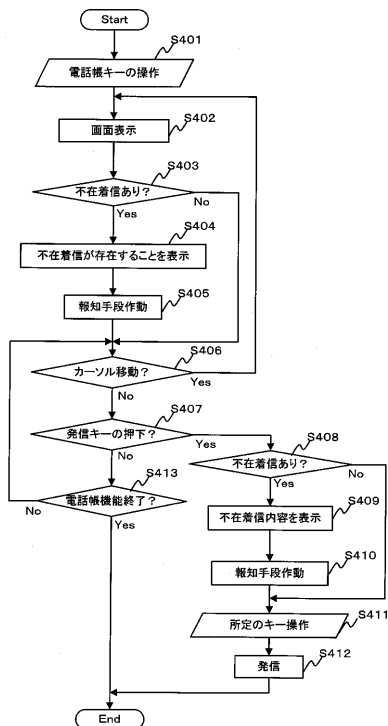 Start
S401
電話帳キーの操作
S402
画面表示
S403
不在着信あり？
No
Yes
S404
不在着信が存在することを表示
S405
報知手段作動
S406
カーソル移動？
Yes
No
S407
発信キーの押下？
Yes
No
S408
不在着信あり？
No
Yes
S413
電話帳機能終了？
No
Yes
S409
不在着信内容を表示
S410
報知手段作動
S411
所定のキー操作
S412
発信
End